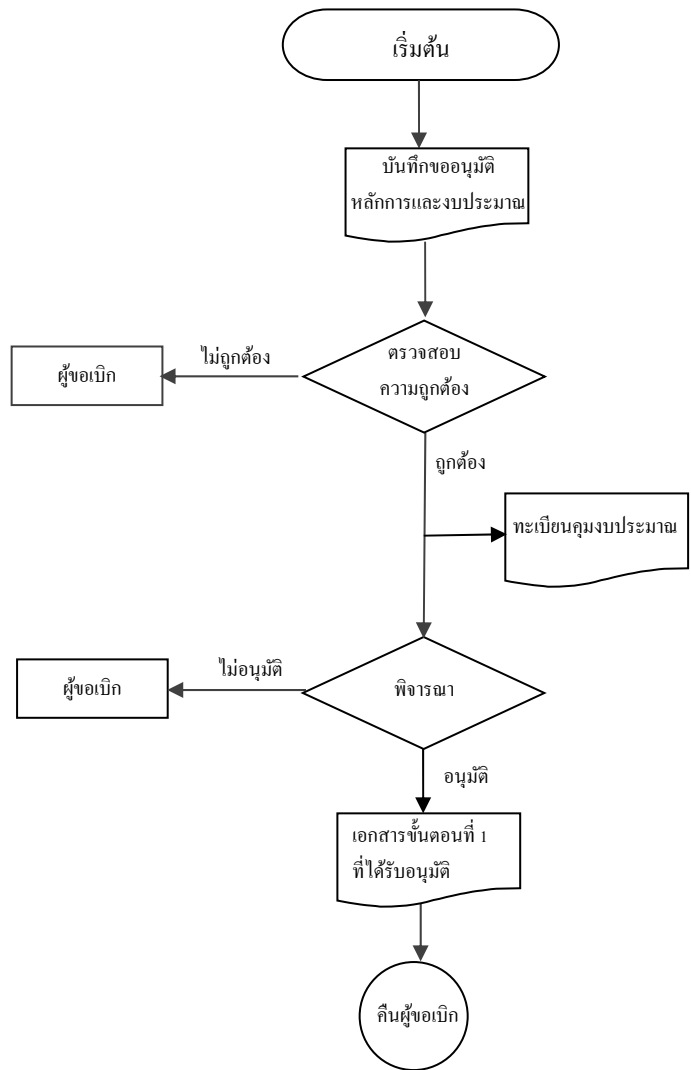 เริ่มต้น
บันทึกขออนุมัติ
หลักการและงบประมาณ
ตรวจสอบ
ความถูกต้อง
ไม่ถูกต้อง
ผู้ขอเบิก
ถูกต้อง
ทะเบียนคุมงบประมาณ
พิจารณา
ไม่อนุมัติ
ผู้ขอเบิก
อนุมัติ
เอกสารขั้นตอนที่ 1
ที่ได้รับอนุมัติ
คืนผู้ขอเบิก